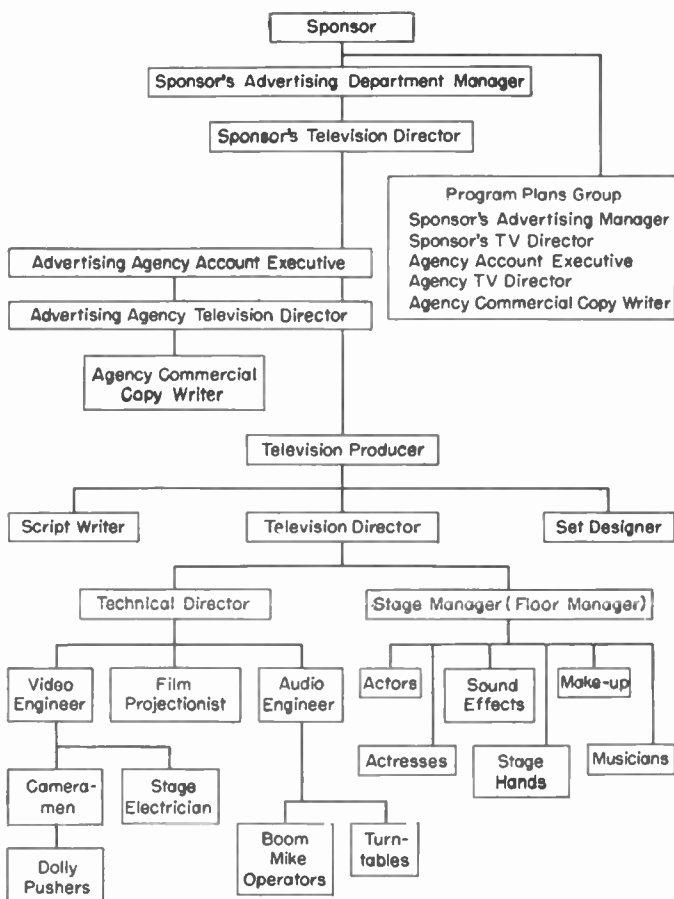 Sponsor
Sponsor's Advertising Department Manager
Sponsor's Television Director
Program Plans Group
Sponsor's Advertising Manager
Sponsor's TV Director
Agency Account Executive
Agency TV Director
Agency Commercial Copy Writer
Advertising Agency Account Executive
Advertising Agency Television Director
Agency Commercial
Copy Writer
Television Producer
Script Writer
Television Director
Set Designer
Technical Director
Stage Manager (Floor Manager)
Video
Engineer
Film
Projectionist
Audio
Engineer
Actors
Sound
Effects
Make-up
Actresses
Stage
Hands
Musicians
Camera-
men
Stage
Electrician
Boom
Mike
Operators
Turn-
tables
Dolly
Pushers